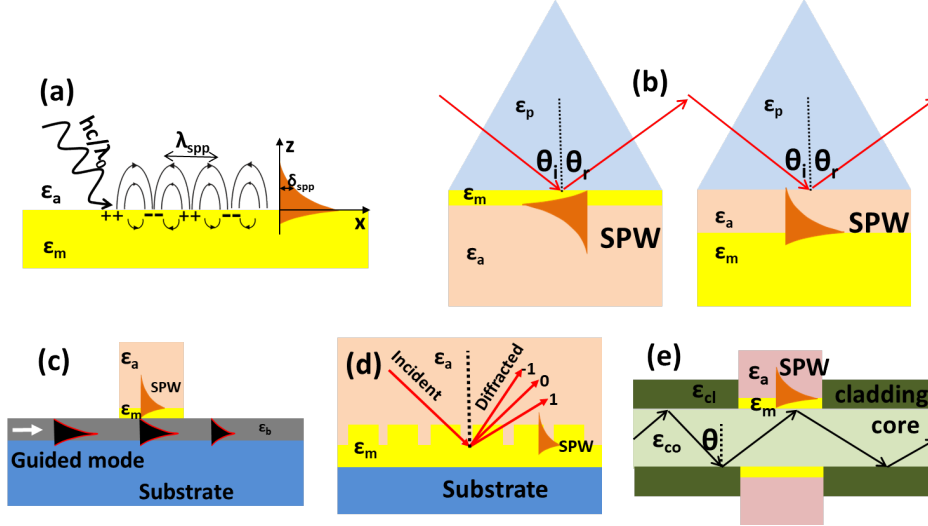 (a)
hc/λ₀
λspp
z
δspp
εa
++ -- ++ --
x
εm
(b)
εp
θi θr
εm
SPW
εa
εp
θi θr
εa
SPW
εm
(c)
εa
SPW
εm
εb
Guided mode
Substrate
(d)
εa
Incident
Diffracted
-1
0
1
εm
SPW
Substrate
(e)
εa
SPW
εcl
εm
cladding
core
εco
θ